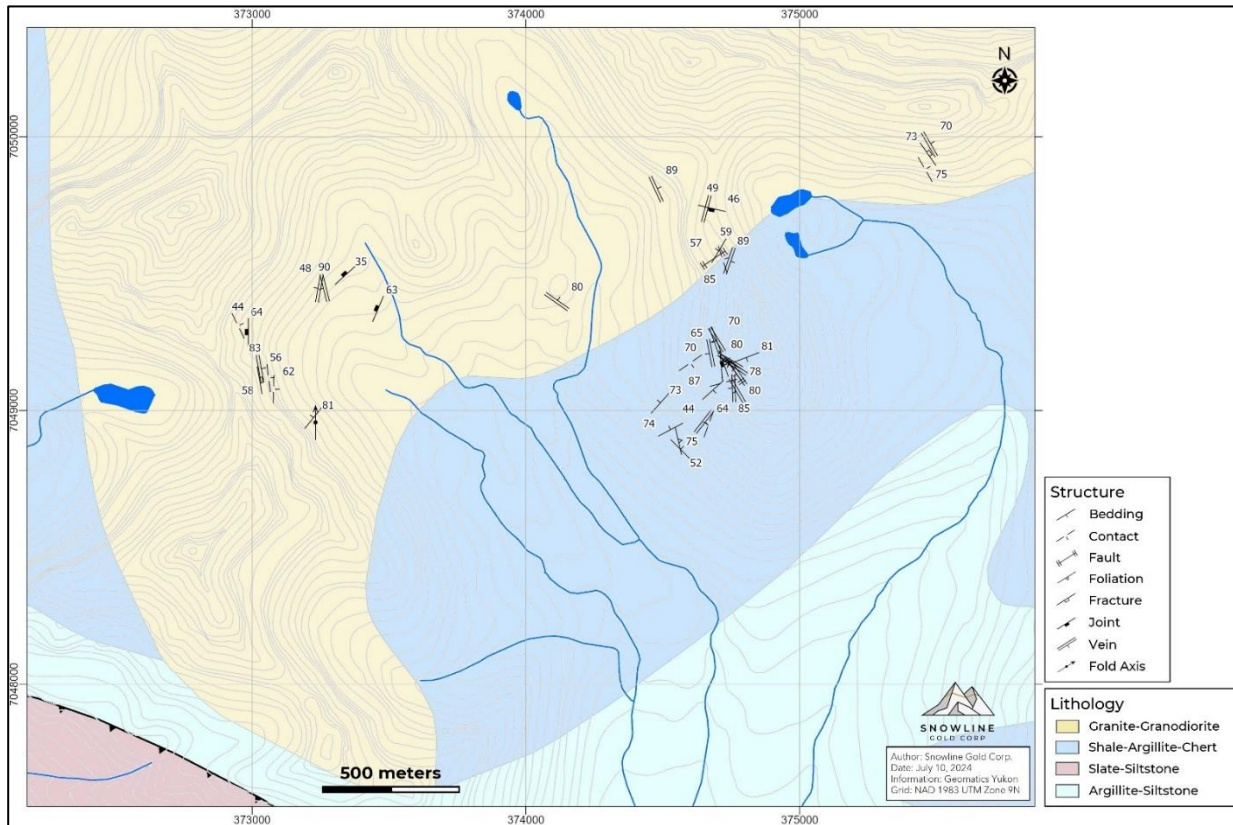 373000 374000 375000
N
7050000
7049000
7048000
70
73
75
89
49
46
59
57
89
85
48 90
35
63
80
44
64
83
56
62
58
81
70
65
80
81
70
87
78
73
80
44
64
85
74
75
52
Structure
Bedding
Contact
Fault
Foliation
Fracture
Joint
Vein
Fold Axis
SNOWLINE
GOLD CORP
Author: Snowline Gold Corp.
Date: July 10, 2024
Information: Geomatics Yukon
Grid: NAD 1983 UTM Zone 9N
Lithology
Granite-Granodiorite
Shale-Argillite-Chert
Slate-Siltstone
Argillite-Siltstone
500 meters
373000 374000 375000